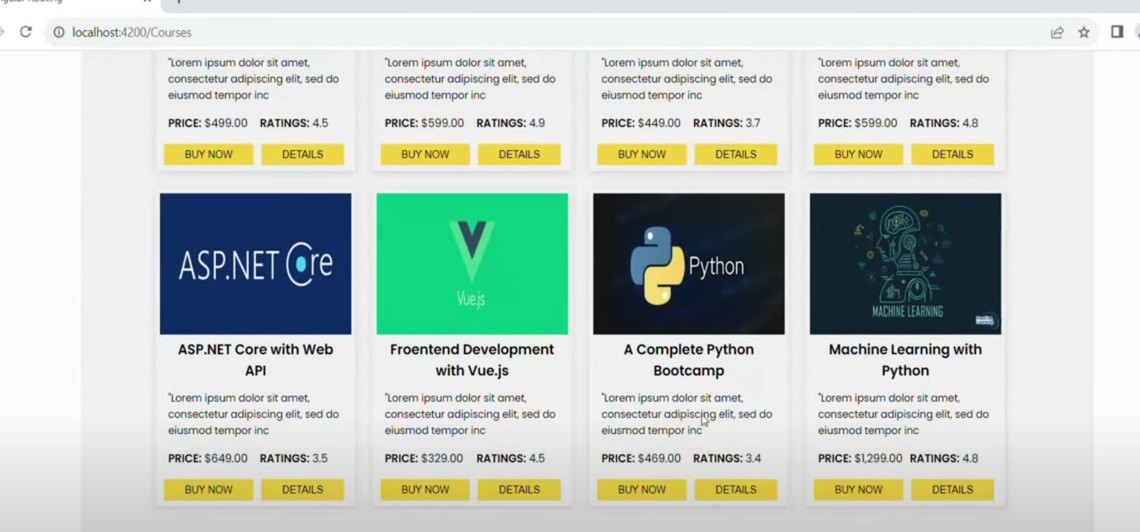 localhost:4200/Courses
"Lorem ipsum dolor sit amet,
consectetur adipiscing elit, sed do
eiusmod tempor inc
PRICE: $499.00 RATINGS: 4.5
BUY NOW DETAILS
"Lorem ipsum dolor sit amet,
consectetur adipiscing elit, sed do
eiusmod tempor inc
PRICE: $599.00 RATINGS: 4.9
BUY NOW DETAILS
"Lorem ipsum dolor sit amet,
consectetur adipiscing elit, sed do
eiusmod tempor inc
PRICE: $449.00 RATINGS: 3.7
BUY NOW DETAILS
"Lorem ipsum dolor sit amet,
consectetur adipiscing elit, sed do
eiusmod tempor inc
PRICE: $599.00 RATINGS: 4.8
BUY NOW DETAILS
ASP.NET Core
ASP.NET Core with Web
API
"Lorem ipsum dolor sit amet,
consectetur adipiscing elit, sed do
eiusmod tempor inc
PRICE: $649.00 RATINGS: 3.5
BUY NOW DETAILS
Vue.js
Froentend Development
with Vue.js
"Lorem ipsum dolor sit amet,
consectetur adipiscing elit, sed do
eiusmod tempor inc
PRICE: $329.00 RATINGS: 4.5
BUY NOW DETAILS
Python
A Complete Python
Bootcamp
"Lorem ipsum dolor sit amet,
consectetur adipiscing elit, sed do
eiusmod tempor inc
PRICE: $469.00 RATINGS: 3.4
BUY NOW DETAILS
MACHINE LEARNING
Machine Learning with
Python
"Lorem ipsum dolor sit amet,
consectetur adipiscing elit, sed do
eiusmod tempor inc
PRICE: $1,299.00 RATINGS: 4.8
BUY NOW DETAILS